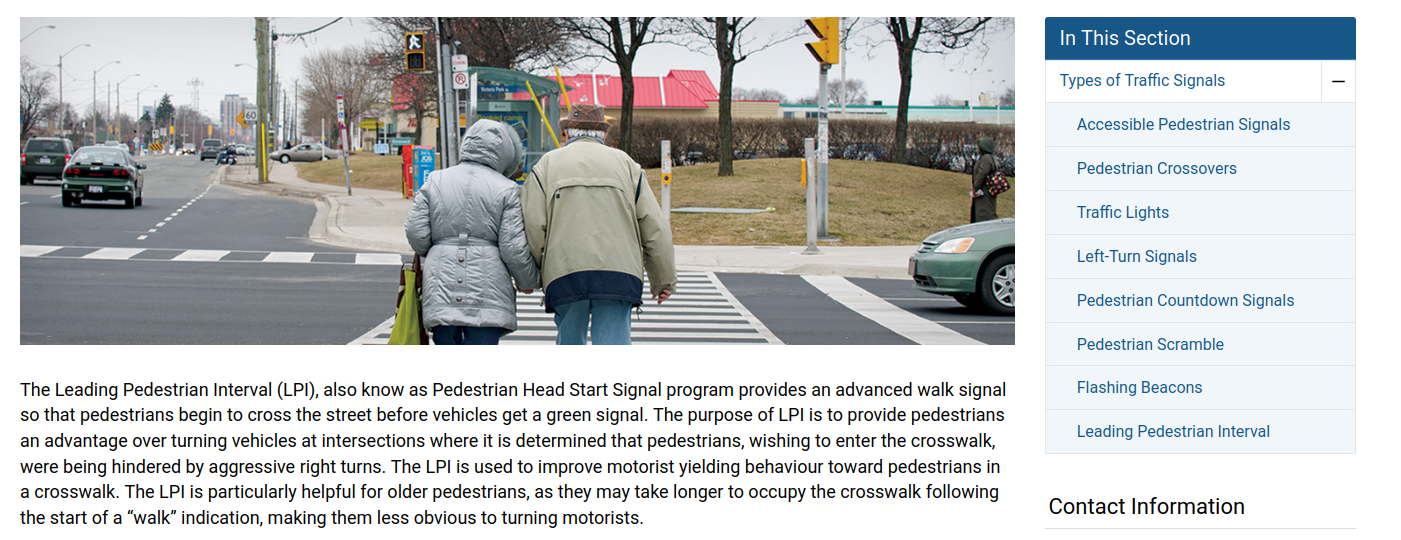 60
Victoria Park
The Leading Pedestrian Interval (LPI), also know as Pedestrian Head Start Signal program provides an advanced walk signal
so that pedestrians begin to cross the street before vehicles get a green signal. The purpose of LPI is to provide pedestrians
an advantage over turning vehicles at intersections where it is determined that pedestrians, wishing to enter the crosswalk,
were being hindered by aggressive right turns. The LPI is used to improve motorist yielding behaviour toward pedestrians in
a crosswalk. The LPI is particularly helpful for older pedestrians, as they may take longer to occupy the crosswalk following
the start of a “walk” indication, making them less obvious to turning motorists.
In This Section
Types of Traffic Signals
Accessible Pedestrian Signals
Pedestrian Crossovers
Traffic Lights
Left-Turn Signals
Pedestrian Countdown Signals
Pedestrian Scramble
Flashing Beacons
Leading Pedestrian Interval
Contact Information